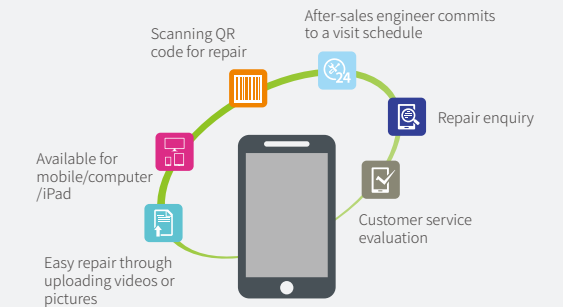 After-sales engineer commits
to a visit schedule
Scanning QR
code for repair
24
Repair enquiry
Available for
mobile/computer
/iPad
Customer service
evaluation
Easy repair through
uploading videos or
pictures